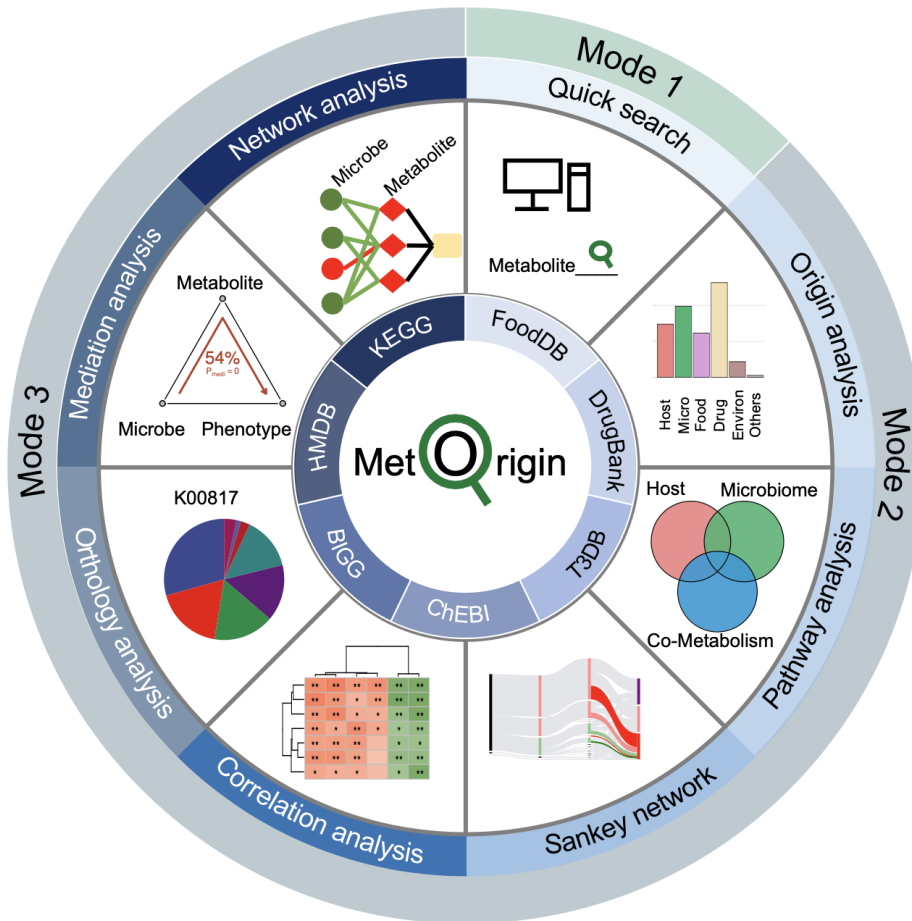 Mode 1
Quick search
Network analysis
Microbe
Metabolite
Metabolite
Origin analysis
Host
Micro
Food
Drug
Environ
Others
Mediation analysis
Metabolite
54%
P medi = 0
Microbe
Phenotype
KEGG
FoodDB
HMDB
DrugBank
MetOrigin
BIGG
ChEBI
T3DB
Mode 3
Mode 2
K00817
Orthology analysis
Host
Microbiome
Co-Metabolism
Pathway analysis
** ** ** ** ** **
** ** * ** ** **
** ** * * ** **
** * ** ** * *
** ** ** * *
** ** ** * **
* * * * **
Correlation analysis
Sankey network